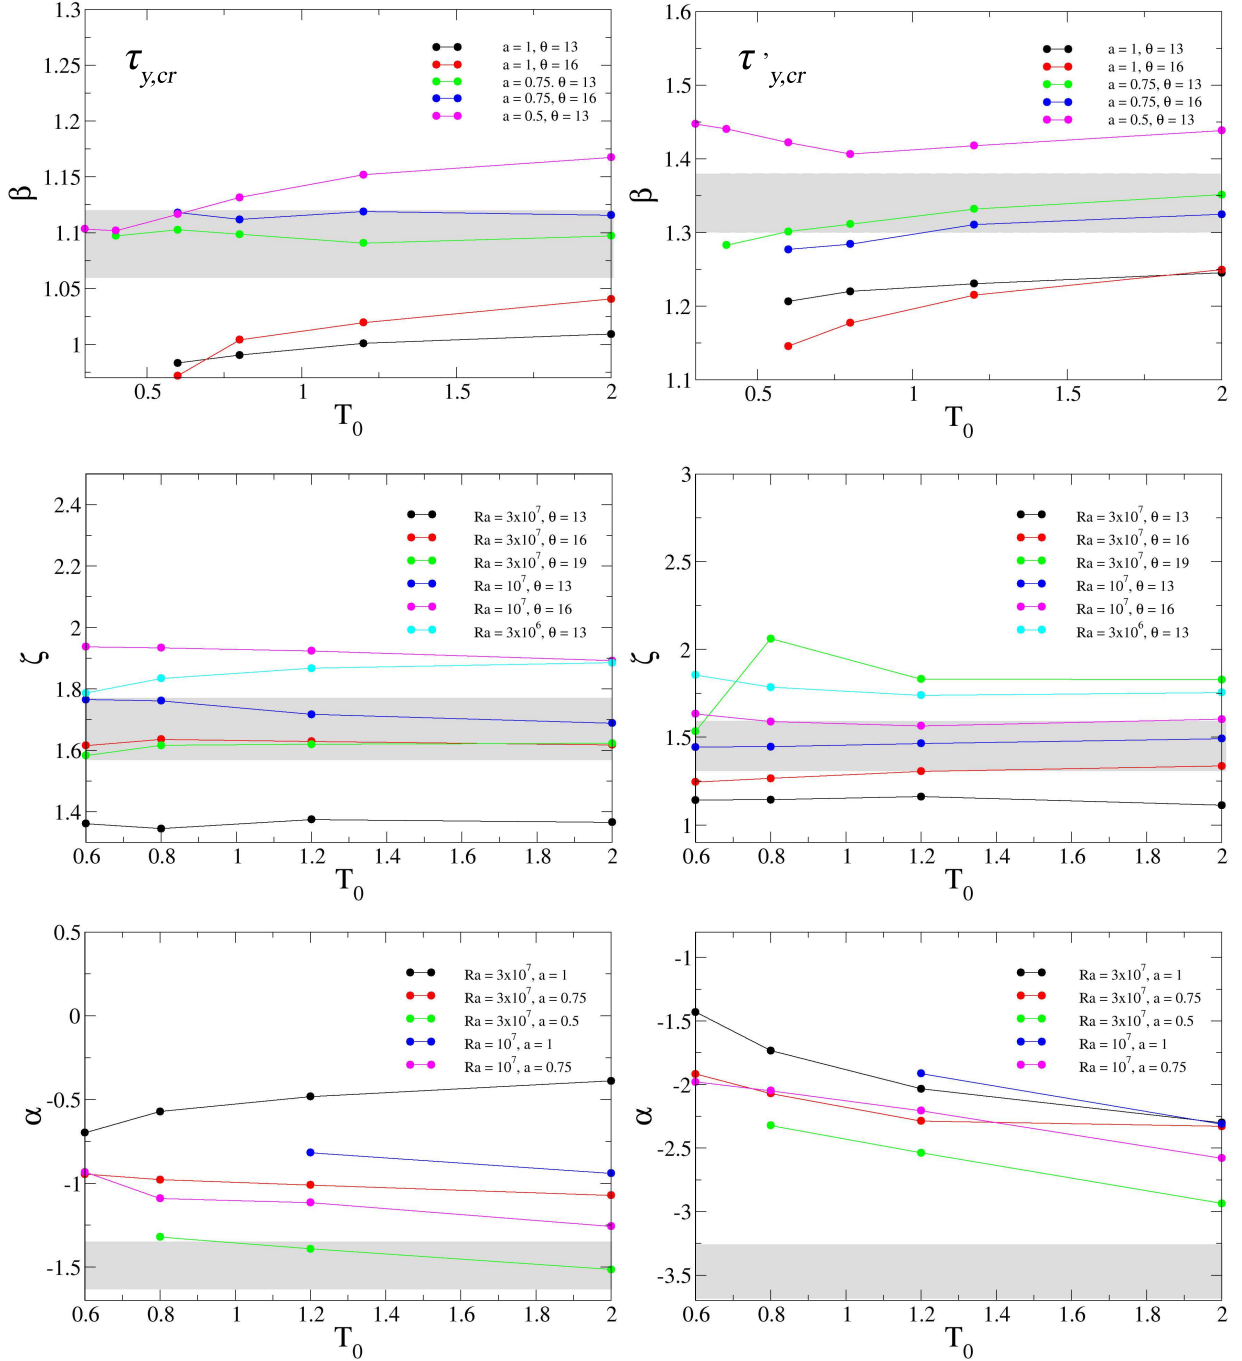 τy,cr
a = 1, θ = 13
a = 1, θ = 16
a = 0.75. θ = 13
a = 0.75, θ = 16
a = 0.5, θ = 13
1.3
1.25
1.2
1.15
1.1
1.05
1
β
0.5
1
1.5
2
T0
τ'y,cr
a = 1, θ = 13
a = 1, θ = 16
a = 0.75, θ = 13
a = 0.75, θ = 16
a = 0.5, θ = 13
1.6
1.5
1.4
1.3
1.2
1.1
β
0.5
1
1.5
2
T0
Ra = 3x10^7, θ = 13
Ra = 3x10^7, θ = 16
Ra = 3x10^7, θ = 19
Ra = 10^7, θ = 13
Ra = 10^7, θ = 16
Ra = 3x10^6, θ = 13
2.4
2.2
2
1.8
1.6
1.4
ζ
0.6
0.8
1
1.2
1.4
1.6
1.8
2
T0
Ra = 3x10^7, θ = 13
Ra = 3x10^7, θ = 16
Ra = 3x10^7, θ = 19
Ra = 10^7, θ = 13
Ra = 10^7, θ = 16
Ra = 3x10^6, θ = 13
3
2.5
2
1.5
1
ζ
0.6
0.8
1
1.2
1.4
1.6
1.8
2
T0
Ra = 3x10^7, a = 1
Ra = 3x10^7, a = 0.75
Ra = 3x10^7, a = 0.5
Ra = 10^7, a = 1
Ra = 10^7, a = 0.75
0.5
0
-0.5
-1
-1.5
α
0.6
0.8
1
1.2
1.4
1.6
1.8
2
T0
Ra = 3x10^7, a = 1
Ra = 3x10^7, a = 0.75
Ra = 3x10^7, a = 0.5
Ra = 10^7, a = 1
Ra = 10^7, a = 0.75
-1
-1.5
-2
-2.5
-3
-3.5
α
0.6
0.8
1
1.2
1.4
1.6
1.8
2
T0